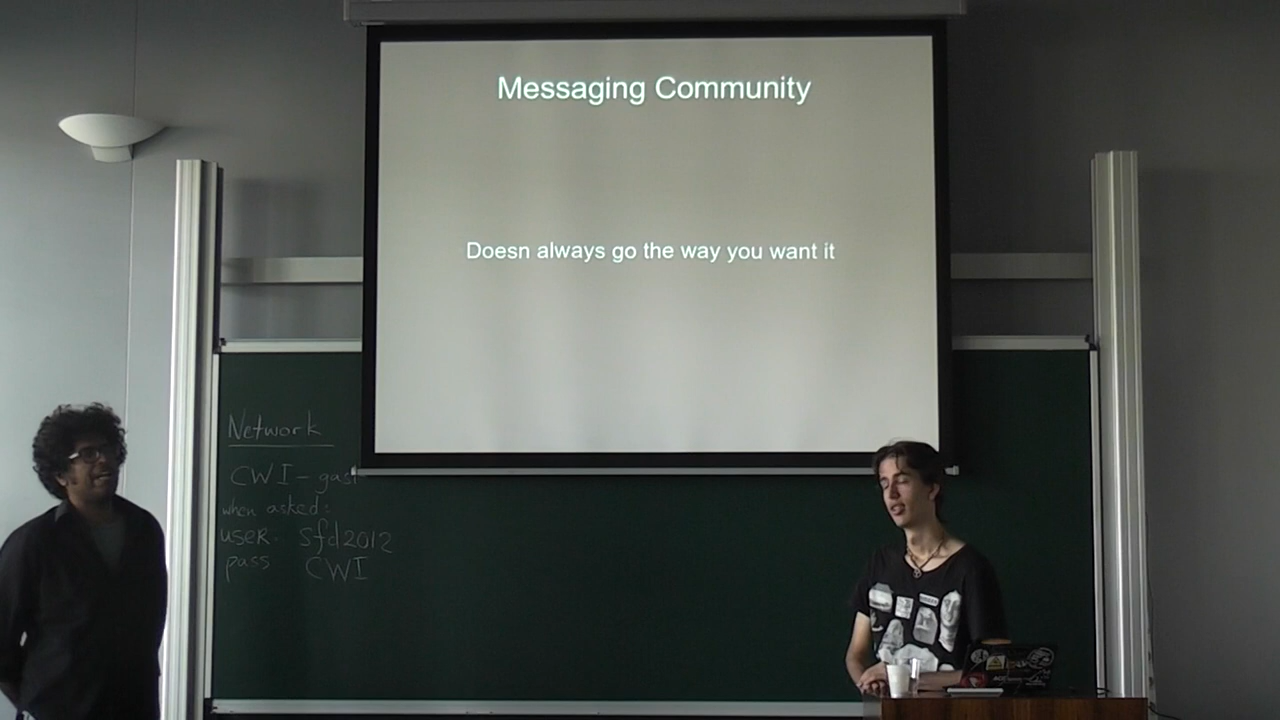 Messaging Community
Doesn always go the way you want it
Network
CWI - gast
when asked:
user: sfd2012
pass CWI